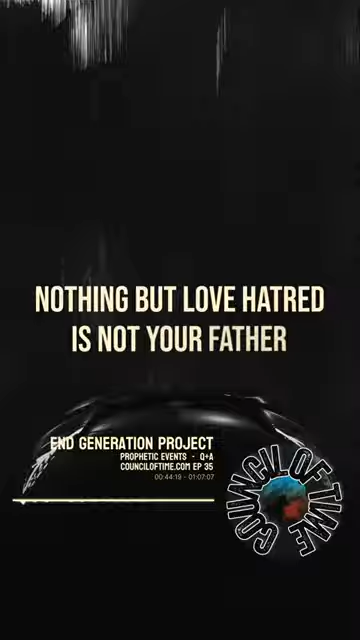 NOTHING BUT LOVE HATRED
IS NOT YOUR FATHER
END GENERATION PROJECT
PROPHETIC EVENTS - Q+A
COUNCILOFTIME.COM EP 35
00:44:19 - 01:07:07
COUNCIL OF TIME